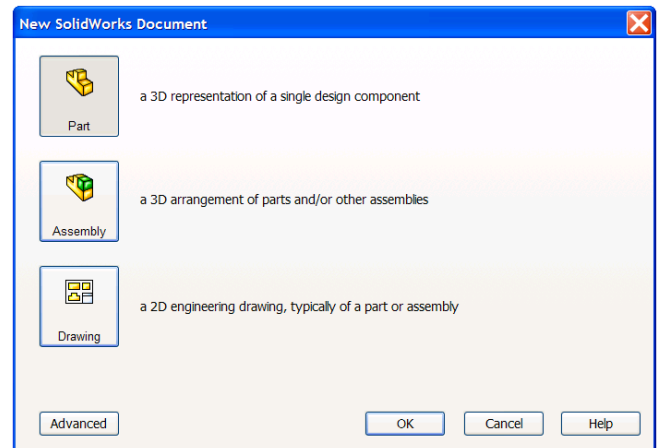 New SolidWorks Document
Part
a 3D representation of a single design component
Assembly
a 3D arrangement of parts and/or other assemblies
Drawing
a 2D engineering drawing, typically of a part or assembly
Advanced OK Cancel Help